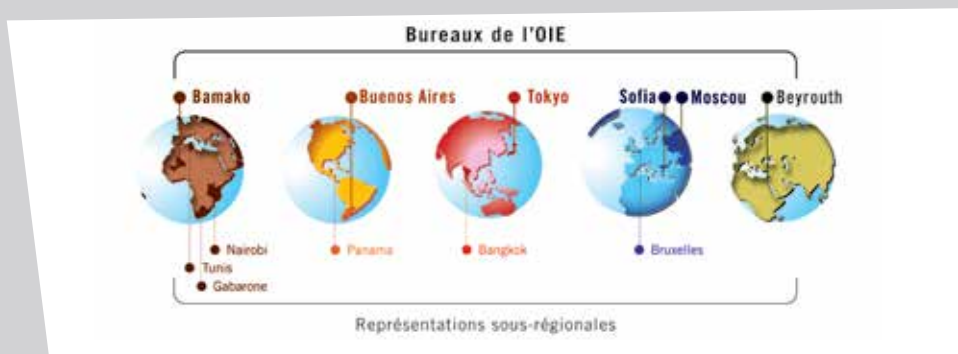 Bureaux de l'OIE
Bamako Buenos Aires Tokyo Sofia Moscou Beyrouth
Nairobi Panama Bangkok Bruxelles
Tunis
Gabarone
Représentations sous-régionales